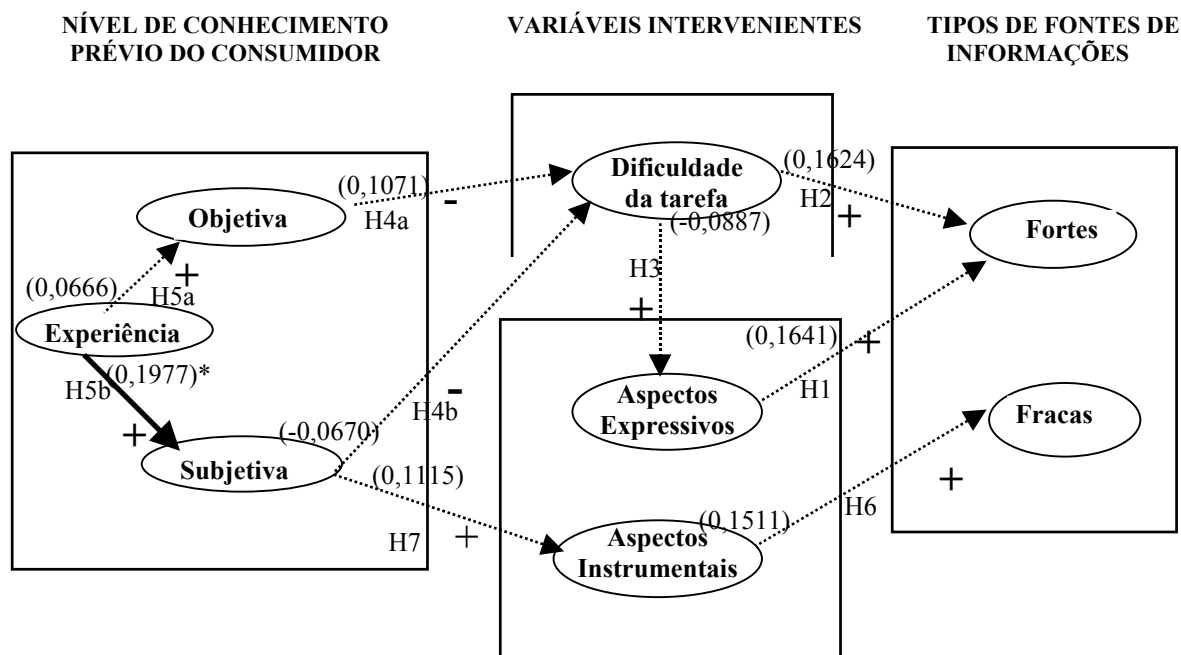 NÍVEL DE CONHECIMENTO
PRÉVIO DO CONSUMIDOR
VARIÁVEIS INTERVENIENTES
TIPOS DE FONTES DE
INFORMAÇÕES
Objetiva
(0,1071)
H4a
-
(0,0666)
+
H5a
Experiência
(0,1977)*
H5b
+
Subjetiva
(-0,0670)
-
H4b
(0,1115)
H7
+
Dificuldade
da tarefa
(-0,0887)
H3
+
(0,1624)
H2
+
Aspectos
Expressivos
(0,1641)
+
H1
Aspectos
Instrumentais
(0,1511)
H6
+
Fortes
Fracas